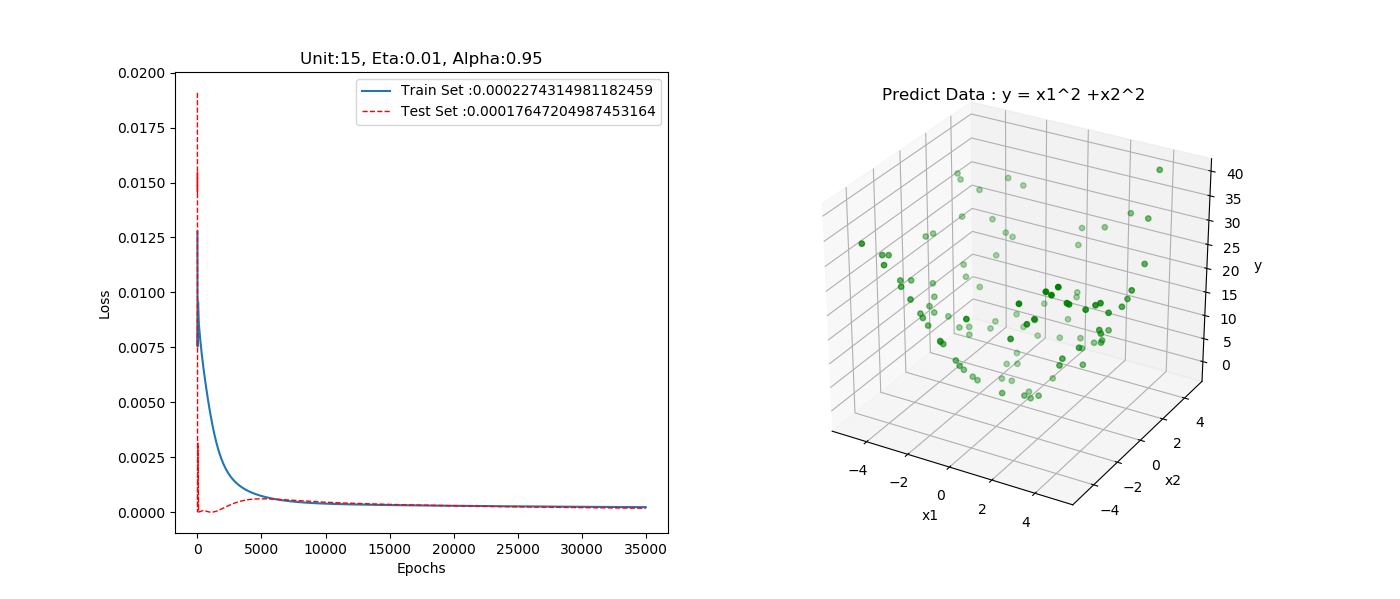 Unit:15, Eta:0.01, Alpha:0.95
0.0200
0.0175
0.0150
0.0125
0.0100
0.0075
0.0050
0.0025
0.0000
Loss
Train Set :0.0002274314981182459
Test Set :0.00017647204987453164
0 5000 10000 15000 20000 25000 30000 35000
Epochs
Predict Data : y = x1^2 +x2^2
40
35
30
25
20
15
10
5
0
y
−4 −2 0 2 4
x1
−4 −2 0 2 4
x2